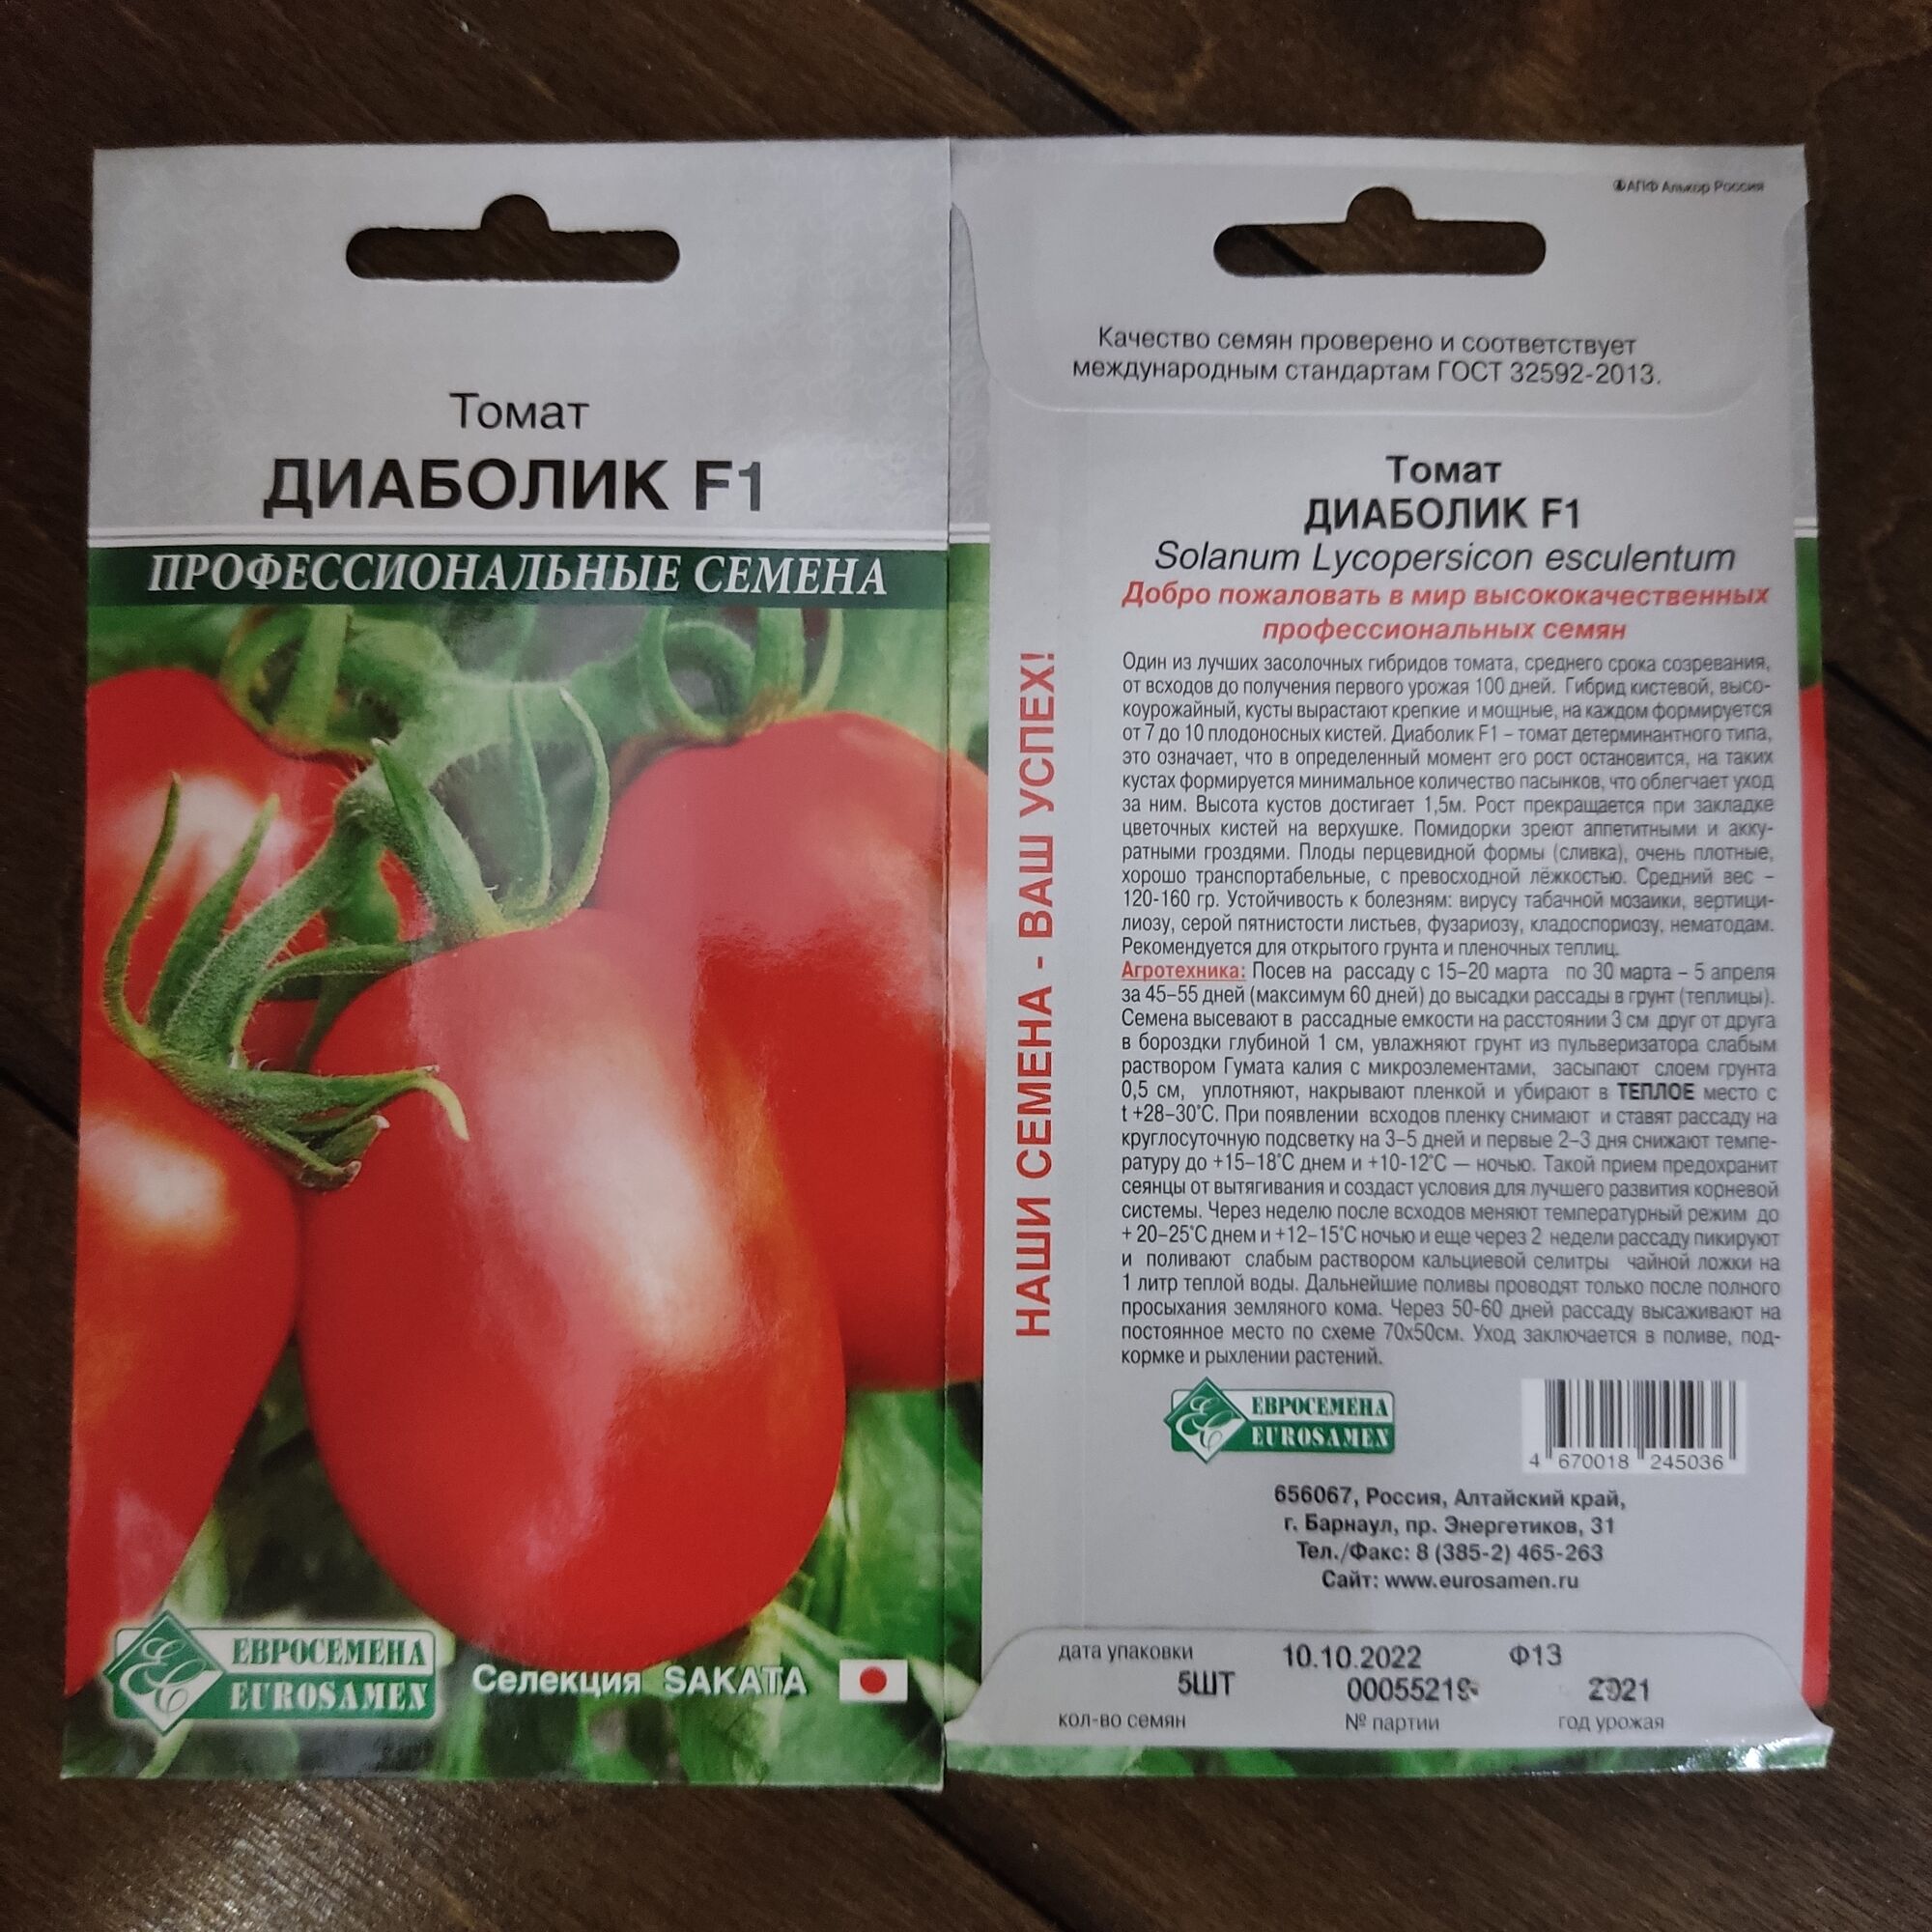 Томат
ДИАБОЛИК F1
ПРОФЕССИОНАЛЬНЫЕ СЕМЕНА
ЕВРОСЕМЕНА
EUROSAMEN
Селекция SAKATA
®АПФ Алькор Россия
Качество семян проверено и соответствует
международным стандартам ГОСТ 32592-2013.
Томат
ДИАБОЛИК F1
Solanum Lycopersicon esculentum
Добро пожаловать в мир высококачественных
профессиональных семян
НАШИ СЕМЕНА - ВАШ УСПЕХ!
Один из лучших засолочных гибридов томата, среднего срока созревания,
от всходов до получения первого урожая 100 дней. Гибрид кистевой, высо-
коурожайный, кусты вырастают крепкие и мощные, на каждом формируется
от 7 до 10 плодоносных кистей. Диаболик F1 – томат детерминантного типа,
это означает, что в определенный момент его рост остановится, на таких
кустах формируется минимальное количество пасынков, что облегчает уход
за ним. Высота кустов достигает 1,5м. Рост прекращается при закладке
цветочных кистей на верхушке. Помидорки зреют аппетитными и акку-
ратными гроздями. Плоды перцевидной формы (сливка), очень плотные,
хорошо транспортабельные, с превосходной лёжкостью. Средний вес –
120-160 гр. Устойчивость к болезням: вирусу табачной мозаики, вертици-
лиозу, серой пятнистости листьев, фузариозу, кладоспориозу, нематодам.
Рекомендуется для открытого грунта и пленочных теплиц.
Агротехника: Посев на рассаду с 15–20 марта по 30 марта – 5 апреля
за 45–55 дней (максимум 60 дней) до высадки рассады в грунт (теплицы).
Семена высевают в рассадные емкости на расстоянии 3 см друг от друга
в бороздки глубиной 1 см, увлажняют грунт из пульверизатора слабым
раствором Гумата калия с микроэлементами, засыпают слоем грунта
0,5 см, уплотняют, накрывают пленкой и убирают в ТЕПЛОЕ место с
t +28–30°С. При появлении всходов пленку снимают и ставят рассаду на
круглосуточную подсветку на 3–5 дней и первые 2–3 дня снижают темпе-
ратуру до +15–18°С днем и +10-12°С — ночью. Такой прием предохранит
сеянцы от вытягивания и создаст условия для лучшего развития корневой
системы. Через неделю после всходов меняют температурный режим до
+ 20–25°С днем и +12–15°С ночью и еще через 2 недели рассаду пикируют
и поливают слабым раствором кальциевой селитры чайной ложки на
1 литр теплой воды. Дальнейшие поливы проводят только после полного
просыхания земляного кома. Через 50-60 дней рассаду высаживают на
постоянное место по схеме 70х50см. Уход заключается в поливе, под-
кормке и рыхлении растений.
ЕВРОСЕМЕНА
EUROSAMEN
4 670018 245036
656067, Россия, Алтайский край,
г. Барнаул, пр. Энергетиков, 31
Тел./Факс: 8 (385-2) 465-263
Сайт: www.eurosamen.ru
дата упаковки 10.10.2022 Ф13
5ШТ 2021
кол-во семян № партии год урожая